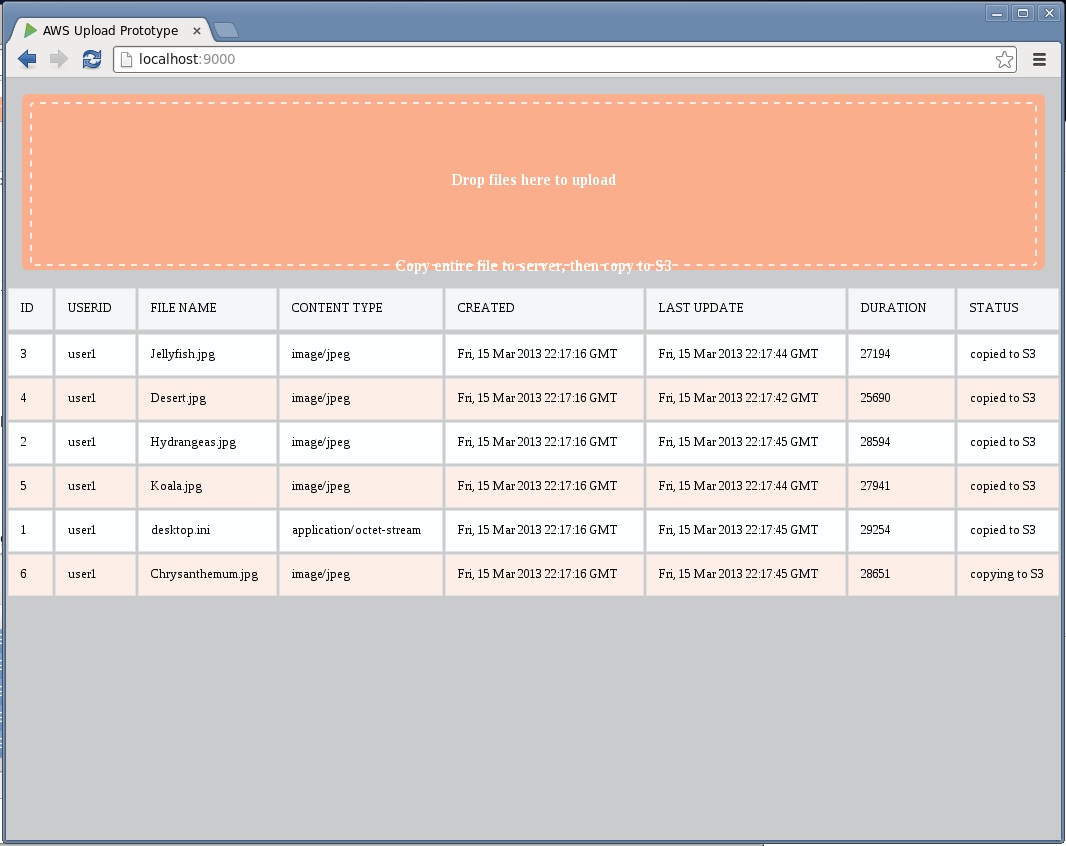 AWS Upload Prototype
localhost:9000
Drop files here to upload
Copy entire file to server, then copy to S3
ID USERID FILE NAME CONTENT TYPE CREATED LAST UPDATE DURATION STATUS
3 user1 Jellyfish.jpg image/jpeg Fri, 15 Mar 2013 22:17:16 GMT Fri, 15 Mar 2013 22:17:44 GMT 27194 copied to S3
4 user1 Desert.jpg image/jpeg Fri, 15 Mar 2013 22:17:16 GMT Fri, 15 Mar 2013 22:17:42 GMT 25690 copied to S3
2 user1 Hydrangeas.jpg image/jpeg Fri, 15 Mar 2013 22:17:16 GMT Fri, 15 Mar 2013 22:17:45 GMT 28594 copied to S3
5 user1 Koala.jpg image/jpeg Fri, 15 Mar 2013 22:17:16 GMT Fri, 15 Mar 2013 22:17:44 GMT 27941 copied to S3
1 user1 desktop.ini application/octet-stream Fri, 15 Mar 2013 22:17:16 GMT Fri, 15 Mar 2013 22:17:45 GMT 29254 copied to S3
6 user1 Chrysanthemum.jpg image/jpeg Fri, 15 Mar 2013 22:17:16 GMT Fri, 15 Mar 2013 22:17:45 GMT 28651 copying to S3